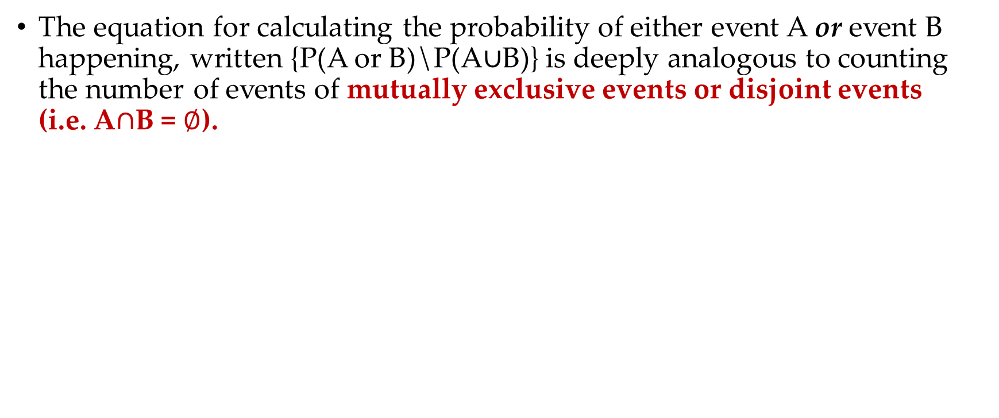 • The equation for calculating the probability of either event A or event B
happening, written {P(A or B)\P(A∪B)} is deeply analogous to counting
the number of events of mutually exclusive events or disjoint events
(i.e. A∩B = ∅).